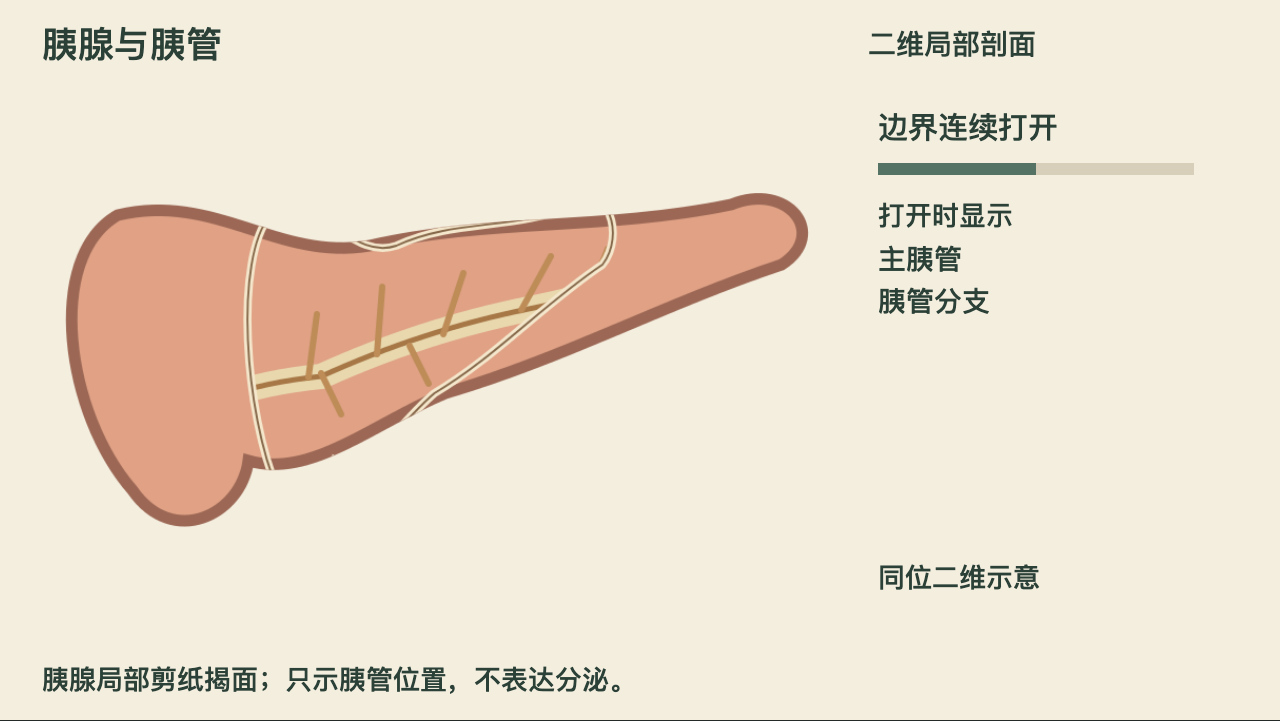 胰腺与胰管
二维局部剖面
边界连续打开
打开时显示
主胰管
胰管分支
同位二维示意
胰腺局部剪纸揭面；只示胰管位置，不表达分泌。